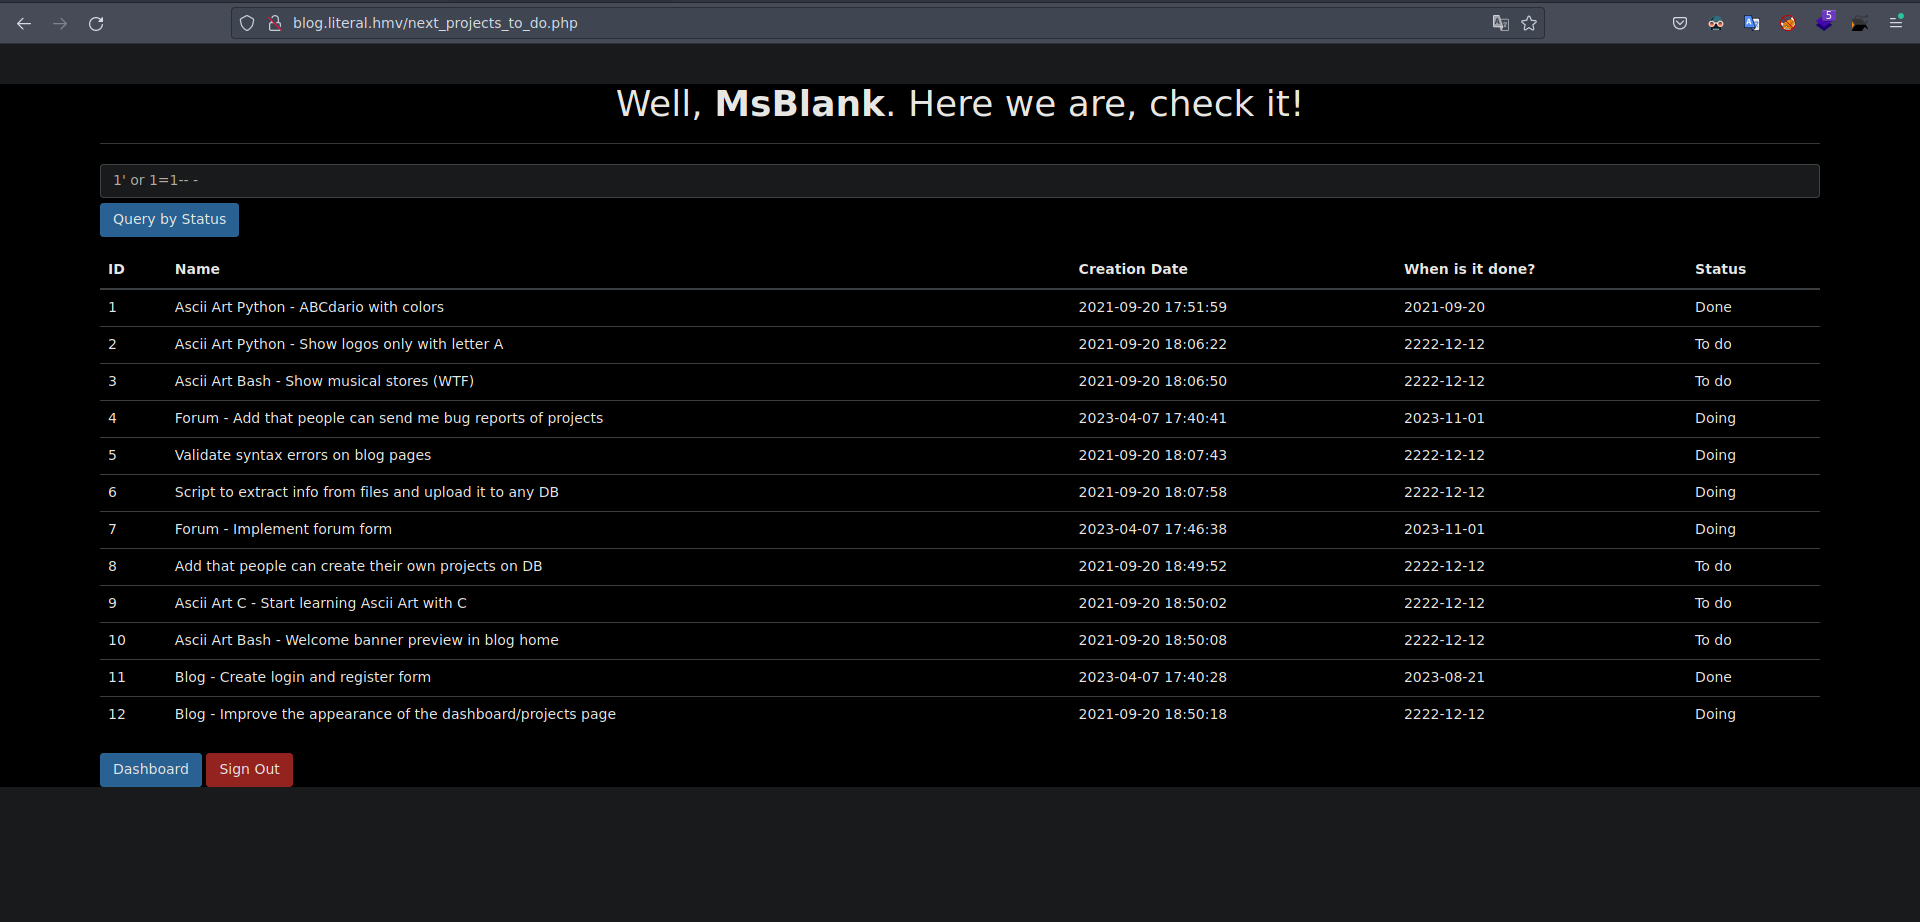 blog.literal.hmv/next_projects_to_do.php
5
Well, MsBlank. Here we are, check it!
1' or 1=1-- -
Query by Status
ID Name Creation Date When is it done? Status
1 Ascii Art Python - ABCdario with colors 2021-09-20 17:51:59 2021-09-20 Done
2 Ascii Art Python - Show logos only with letter A 2021-09-20 18:06:22 2222-12-12 To do
3 Ascii Art Bash - Show musical stores (WTF) 2021-09-20 18:06:50 2222-12-12 To do
4 Forum - Add that people can send me bug reports of projects 2023-04-07 17:40:41 2023-11-01 Doing
5 Validate syntax errors on blog pages 2021-09-20 18:07:43 2222-12-12 Doing
6 Script to extract info from files and upload it to any DB 2021-09-20 18:07:58 2222-12-12 Doing
7 Forum - Implement forum form 2023-04-07 17:46:38 2023-11-01 Doing
8 Add that people can create their own projects on DB 2021-09-20 18:49:52 2222-12-12 To do
9 Ascii Art C - Start learning Ascii Art with C 2021-09-20 18:50:02 2222-12-12 To do
10 Ascii Art Bash - Welcome banner preview in blog home 2021-09-20 18:50:08 2222-12-12 To do
11 Blog - Create login and register form 2023-04-07 17:40:28 2023-08-21 Done
12 Blog - Improve the appearance of the dashboard/projects page 2021-09-20 18:50:18 2222-12-12 Doing
Dashboard Sign Out